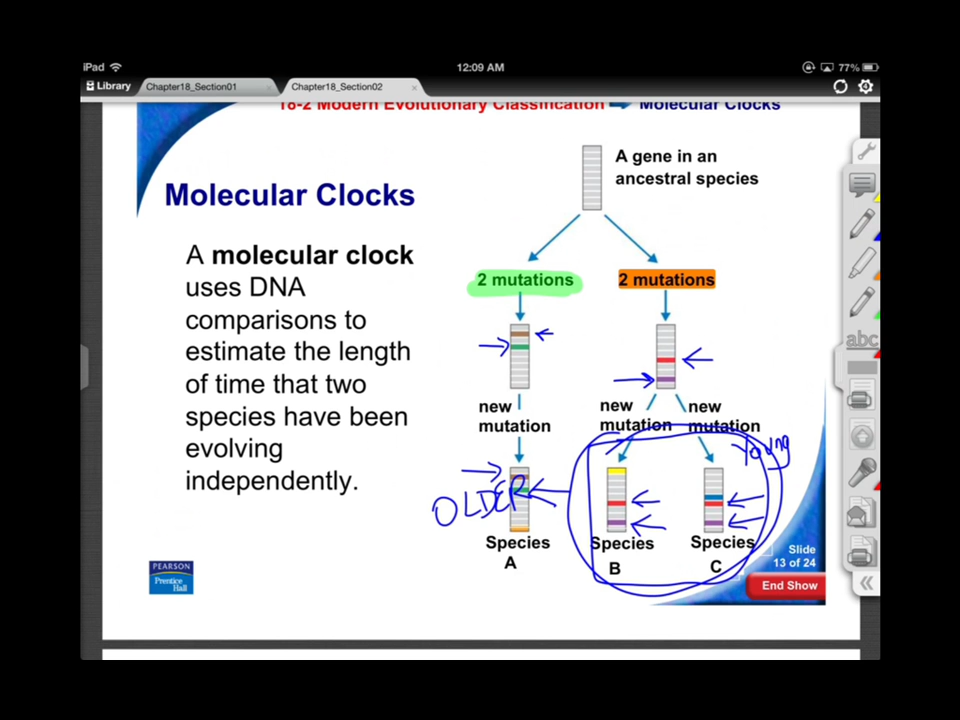 iPad
12:09 AM
77%
Library
Chapter18_Section01
Chapter18_Section02
18-2 Modern Evolutionary Classification
Molecular Clocks
Molecular Clocks
A molecular clock
uses DNA
comparisons to
estimate the length
of time that two
species have been
evolving
independently.
A gene in an
ancestral species
2 mutations
2 mutations
new
mutation
new
mutation
new
mutation
OLDER
Young
Species
A
Species
B
Species
C
PEARSON
Prentice
Hall
Slide
13 of 24
End Show
abc